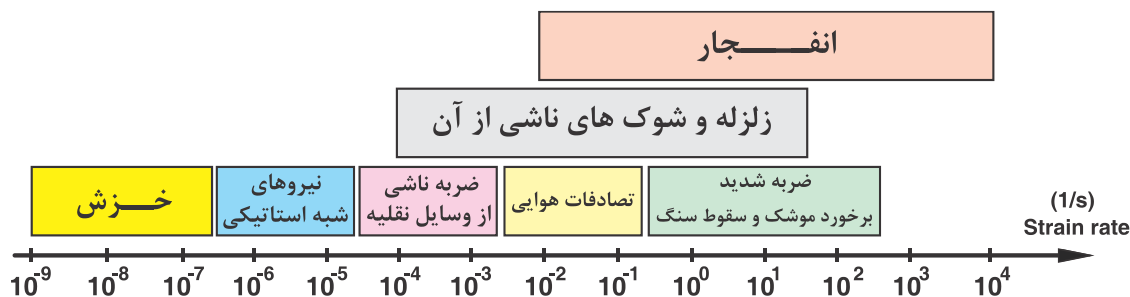 انفـــــــجار
زلزله و شوک های ناشی از آن
خـــزش
نیروهای
شبه استاتیکی
ضربه ناشی
از وسایل نقلیه
تصادفات هوایی
ضربه شدید
برخورد موشک و سقوط سنگ
(1/s)
Strain rate
10⁻⁹ 10⁻⁸ 10⁻⁷ 10⁻⁶ 10⁻⁵ 10⁻⁴ 10⁻³ 10⁻² 10⁻¹ 10⁰ 10¹ 10² 10³ 10⁴